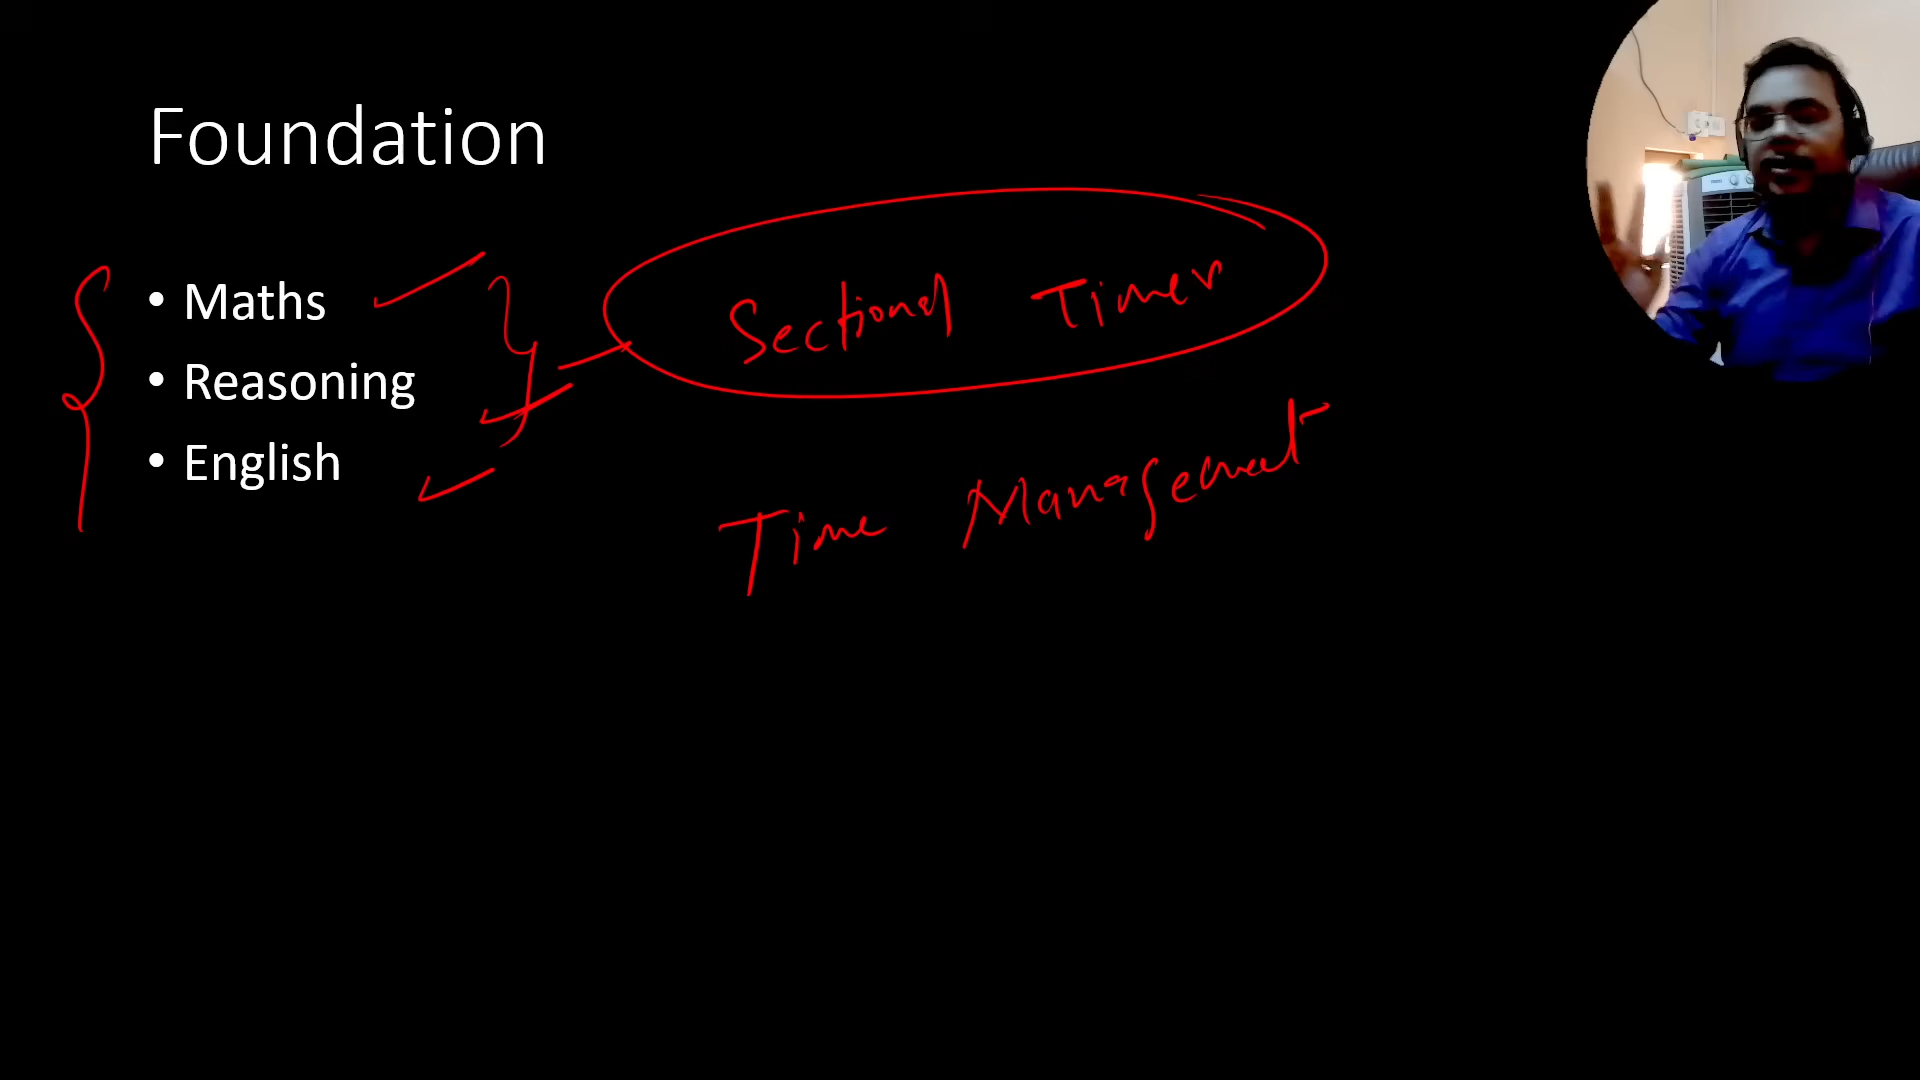 Foundation
• Maths
• Reasoning
• English
Sectional Timer
Time Management